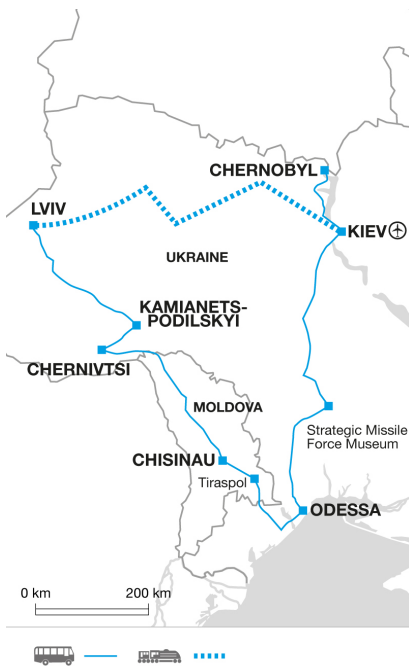 CHERNOBYL
LVIV
KIEV
UKRAINE
KAMIANETS-
PODILSKYI
CHERNIVTSI
MOLDOVA
Strategic Missile
Force Museum
CHISINAU
Tiraspol
ODESSA
0 km
200 km